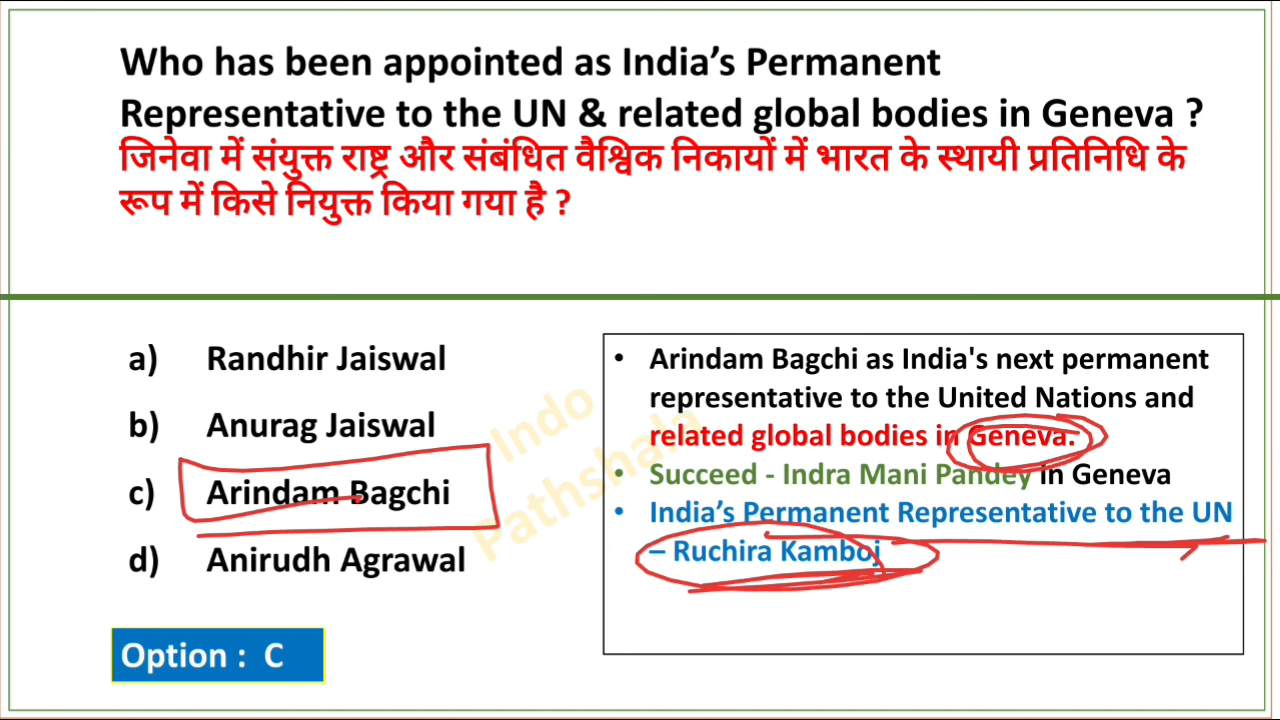 Who has been appointed as India’s Permanent
Representative to the UN & related global bodies in Geneva ?
जिनेवा में संयुक्त राष्ट्र और संबंधित वैश्विक निकायों में भारत के स्थायी प्रतिनिधि के
रूप में किसे नियुक्त किया गया है ?
a) Randhir Jaiswal
b) Anurag Jaiswal
c) Arindam Bagchi
d) Anirudh Agrawal
Option : C
• Arindam Bagchi as India's next permanent
representative to the United Nations and
related global bodies in Geneva.
• Succeed - Indra Mani Pandey in Geneva
• India’s Permanent Representative to the UN
– Ruchira Kamboj
Indo
Pathshala